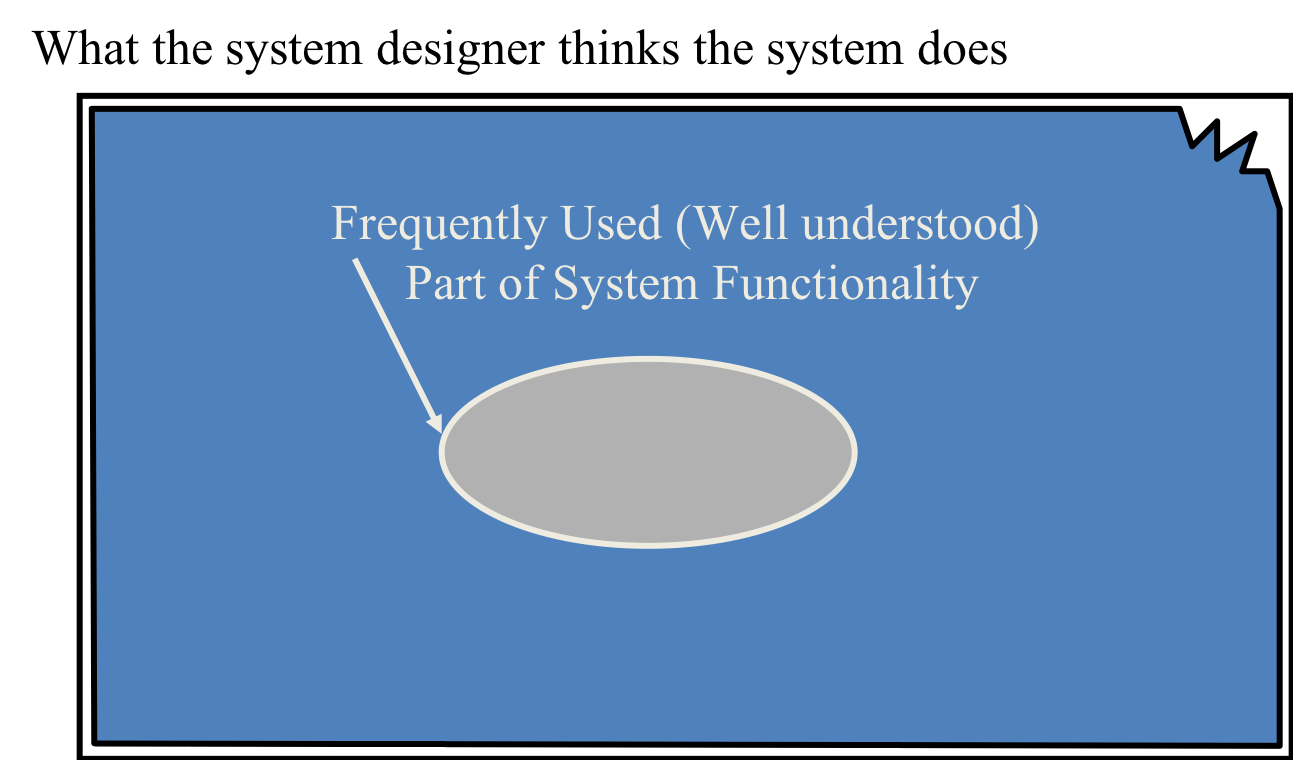 What the system designer thinks the system does
Frequently Used (Well understood)
Part of System Functionality